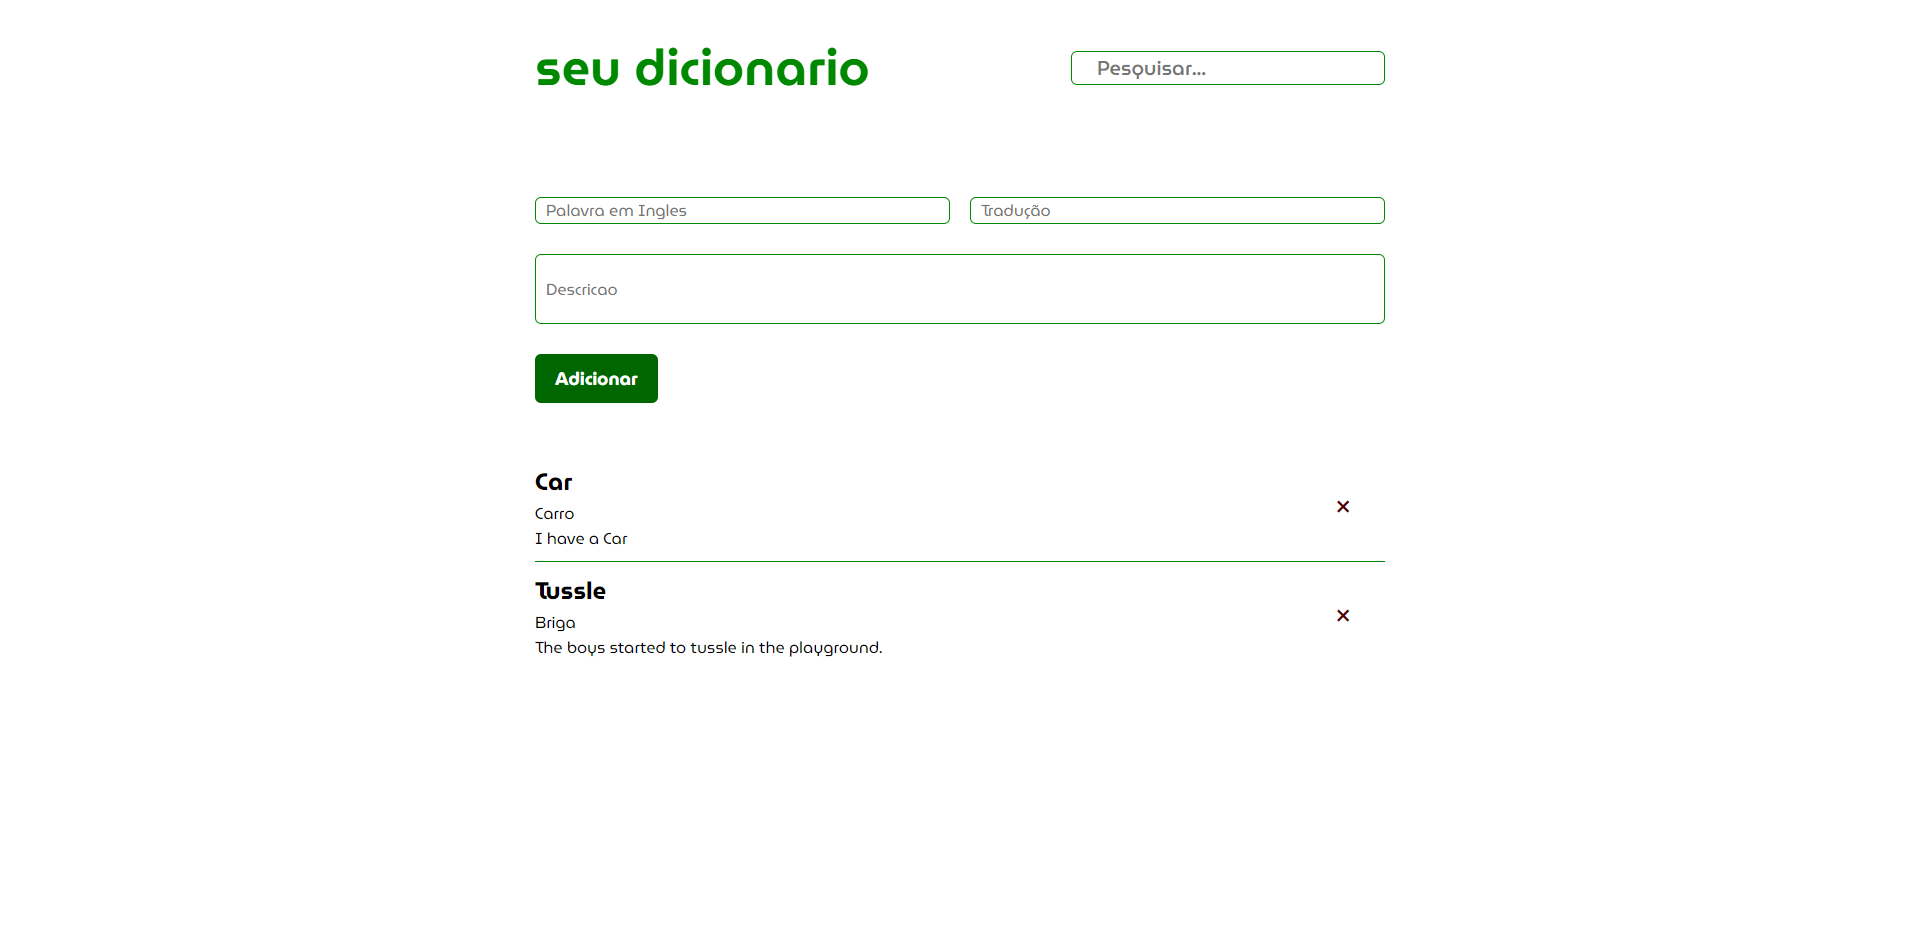 seu dicionario
Pesquisar...
Palavra em Ingles
Tradução
Descricao
Adicionar
Car
Carro
I have a Car
Tussle
Briga
The boys started to tussle in the playground.